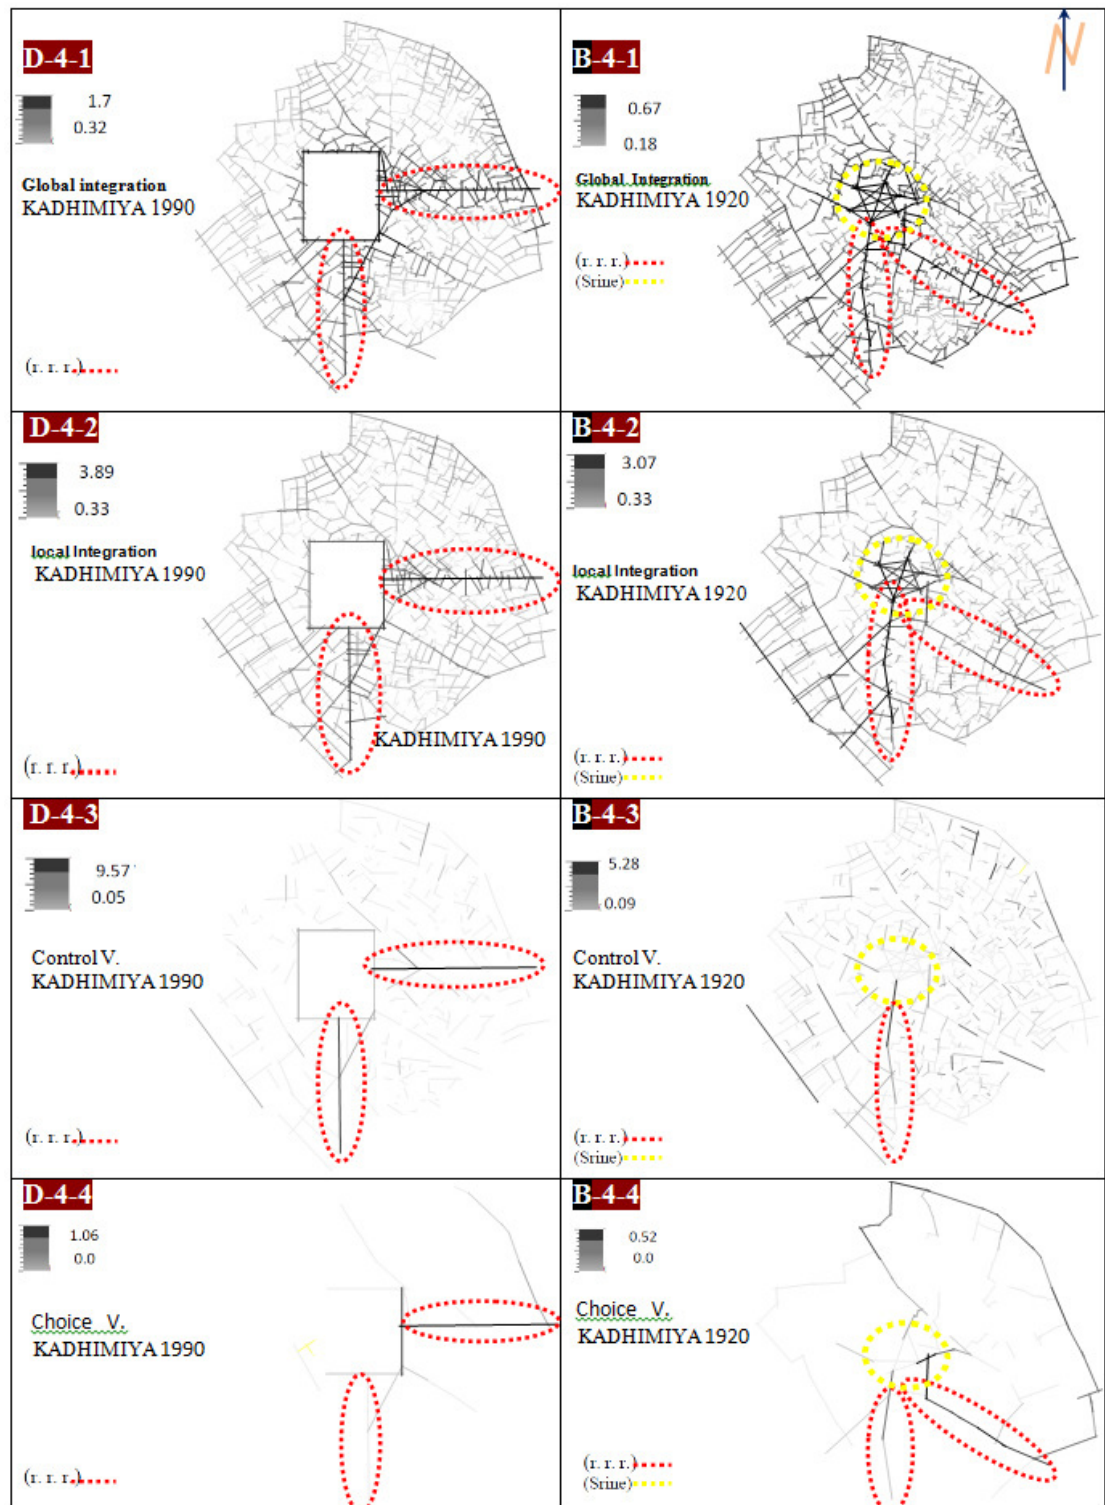 D-4-1
1.7
0.32
Global integration
KADHIMIYA 1990
(r. r. r.)
B-4-1
N
0.67
0.18
Global Integration
KADHIMIYA 1920
(r. r. r.)
(Srine)
D-4-2
3.89
0.33
local Integration
KADHIMIYA 1990
KADHIMIYA 1990
(r. r. r.)
B-4-2
3.07
0.33
local Integration
KADHIMIYA 1920
(r. r. r.)
(Srine)
D-4-3
9.57
0.05
Control V.
KADHIMIYA 1990
(r. r. r.)
B-4-3
5.28
0.09
Control V.
KADHIMIYA 1920
(r. r. r.)
(Srine)
D-4-4
1.06
0.0
Choice V.
KADHIMIYA 1990
(r. r. r.)
B-4-4
0.52
0.0
Choice V.
KADHIMIYA 1920
(r. r. r.)
(Srine)